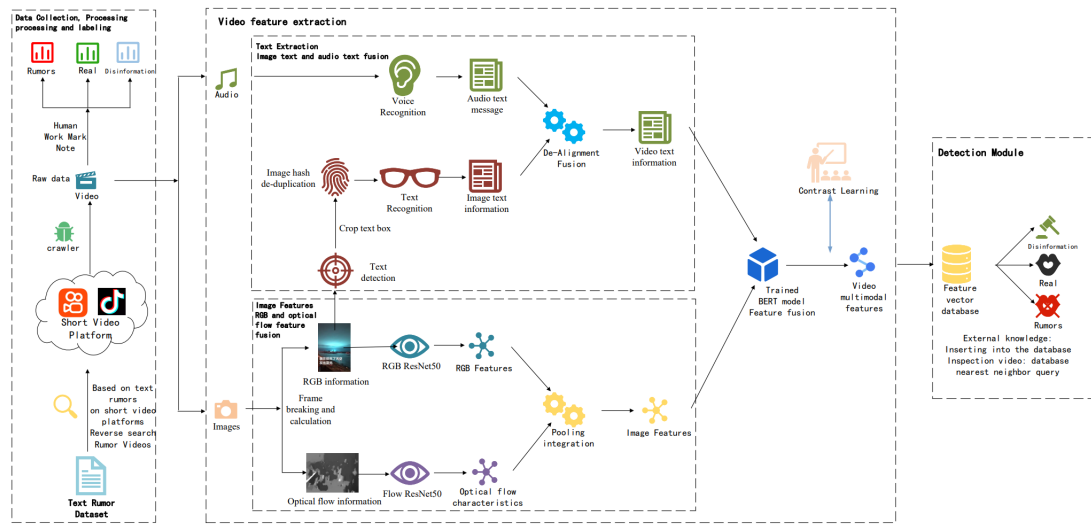 Data Collection, Processing
processing and labeling
Rumors
Real
Disinformation
Human
Work Mark
Note
Raw data
Video
crawler
Short Video
Platform
Based on text
rumors
on short video
platforms
Reverse search
Rumor Videos
Text Rumor
Dataset
Video feature extraction
Audio
Images
Text Extraction
Image text and audio text fusion
Voice
Recognition
Audio text
message
De-Alignment
Fusion
Video text
information
Image hash
de-duplication
Text
Recognition
Image text
information
Crop text box
Text
detection
Image Features
RGB and optical
flow feature
fusion
RGB information
RGB ResNet50
RGB Features
Frame
breaking and
calculation
Pooling
integration
Image Features
Optical flow information
Flow ResNet50
Optical flow
characteristics
Trained
BERT model
Feature fusion
Contrast Learning
Video
multimodal
features
Detection Module
Feature
vector
database
Disinformation
Real
Rumors
External knowledge:
Inserting into the database
Inspection video: database
nearest neighbor query